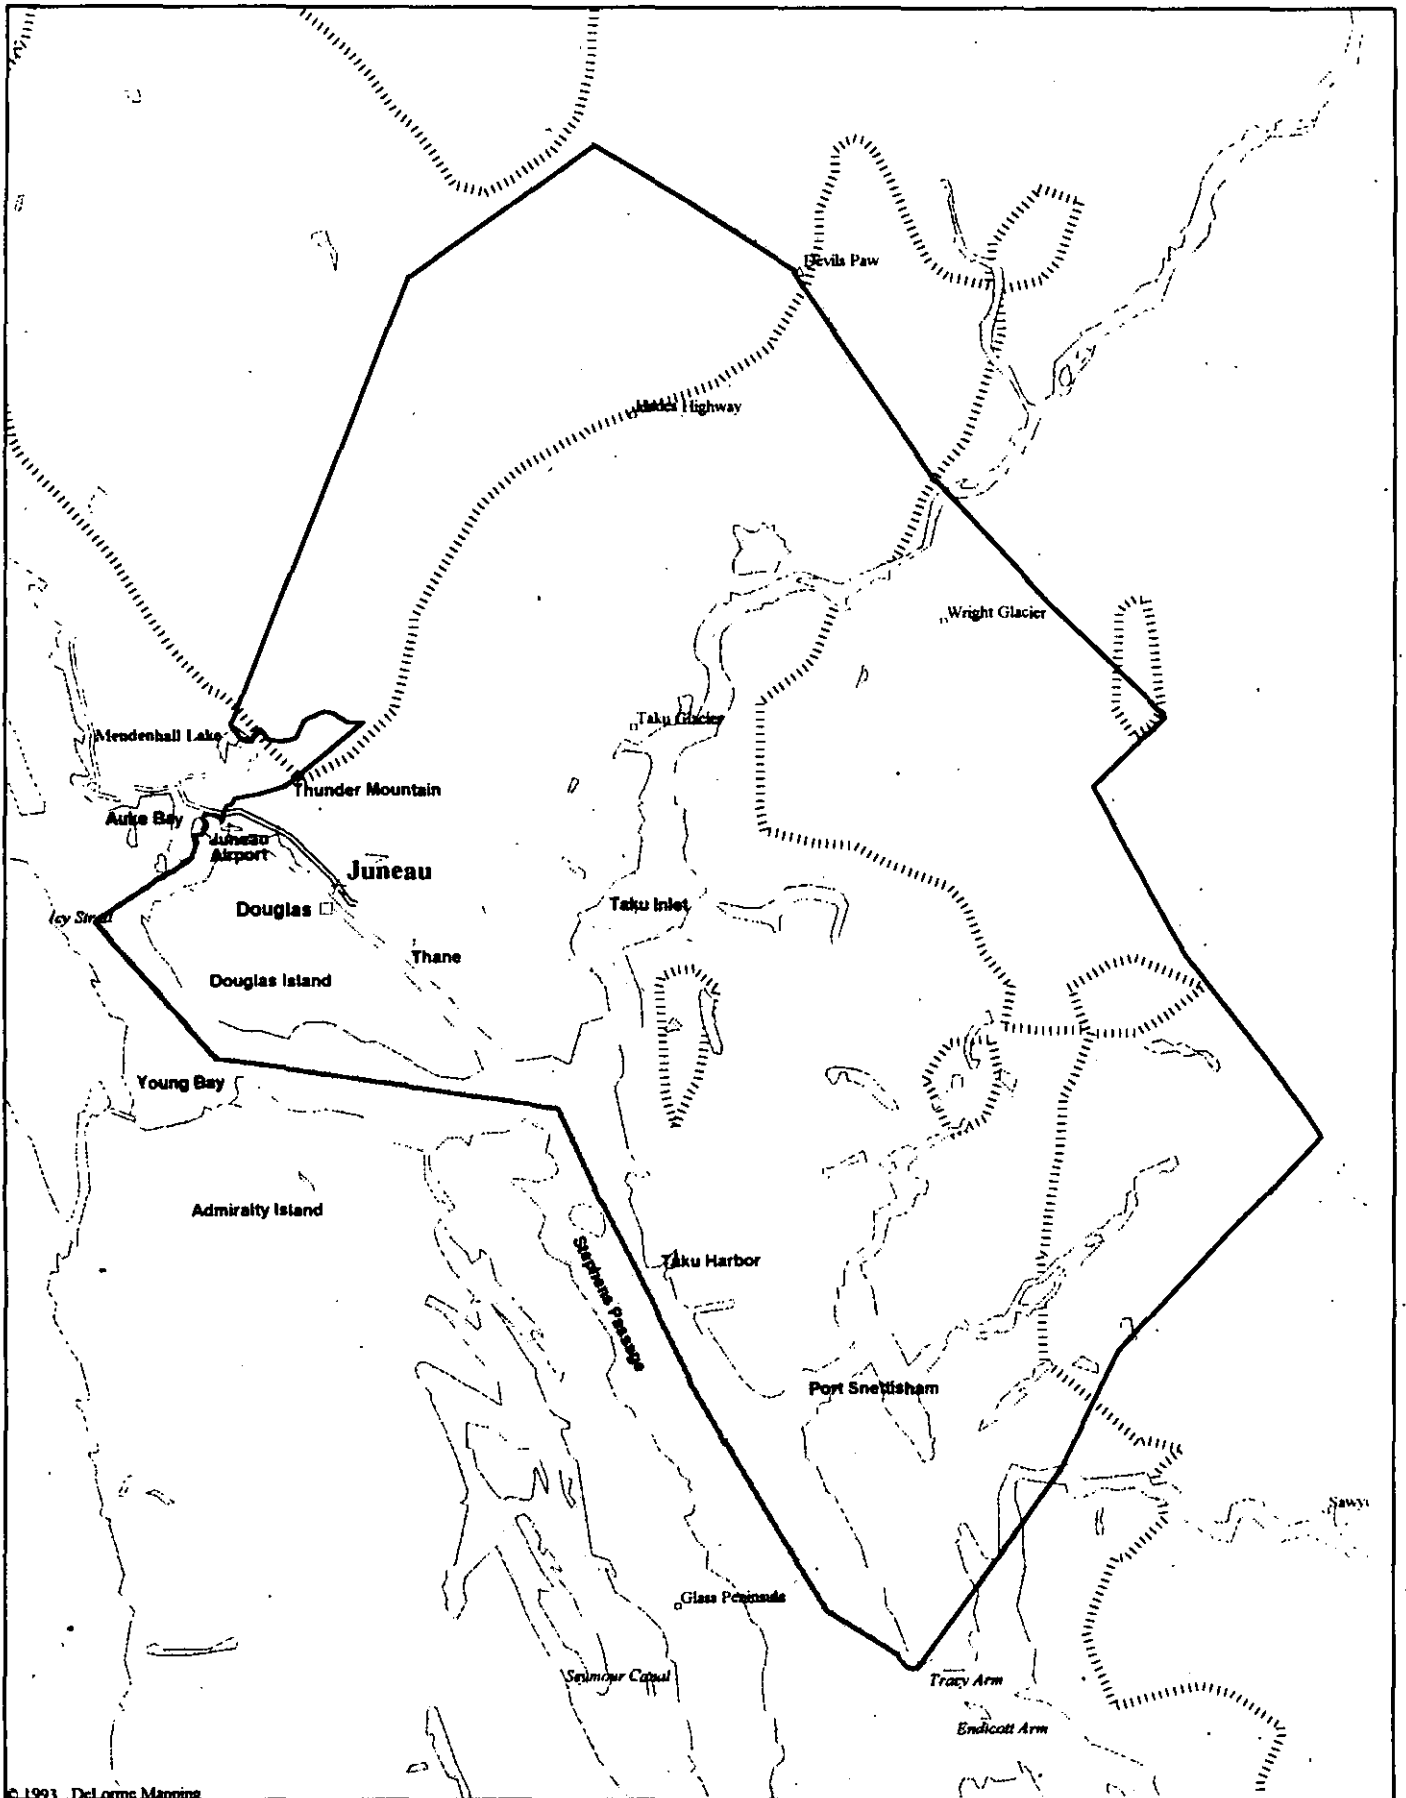 Devils Paw
Highway
Wright Glacier
Taku Glacier
Mendenhall Lake
Thunder Mountain
Auke Bay
Juneau
Airport
Juneau
Douglas
Taku Inlet
Icy Strait
Thane
Douglas Island
Young Bay
Admiralty Island
Stephens Passage
Taku Harbor
Port Snettisham
Glass Peninsula
Seymour Canal
Tracy Arm
Endicott Arm
© 1993 DeLorme Mapping